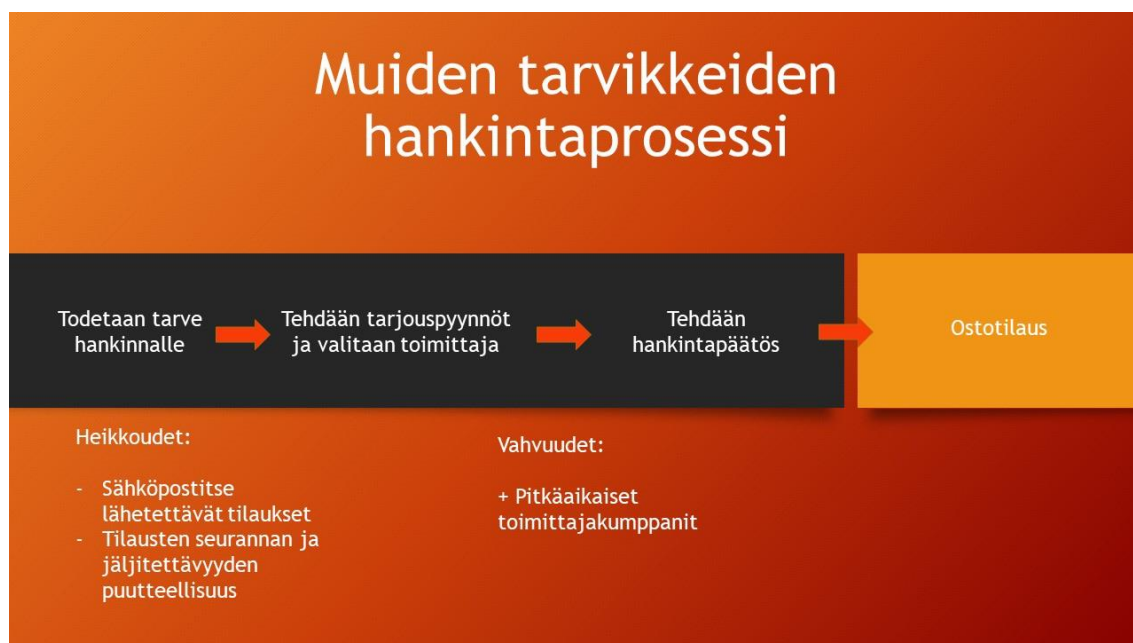 Muiden tarvikkeiden
hankintaprosessi
Todetaan tarve
hankinnalle
Tehdään tarjouspyynnöt
ja valitaan toimittaja
Tehdään
hankintapäätös
Ostotilaus
Heikkoudet:
- Sähköpostitse
lähetettävät tilaukset
- Tilausten seurannan ja
jäljitettävyyden
puutteellisuus
Vahvuudet:
+ Pitkäaikaiset
toimittajakumppanit